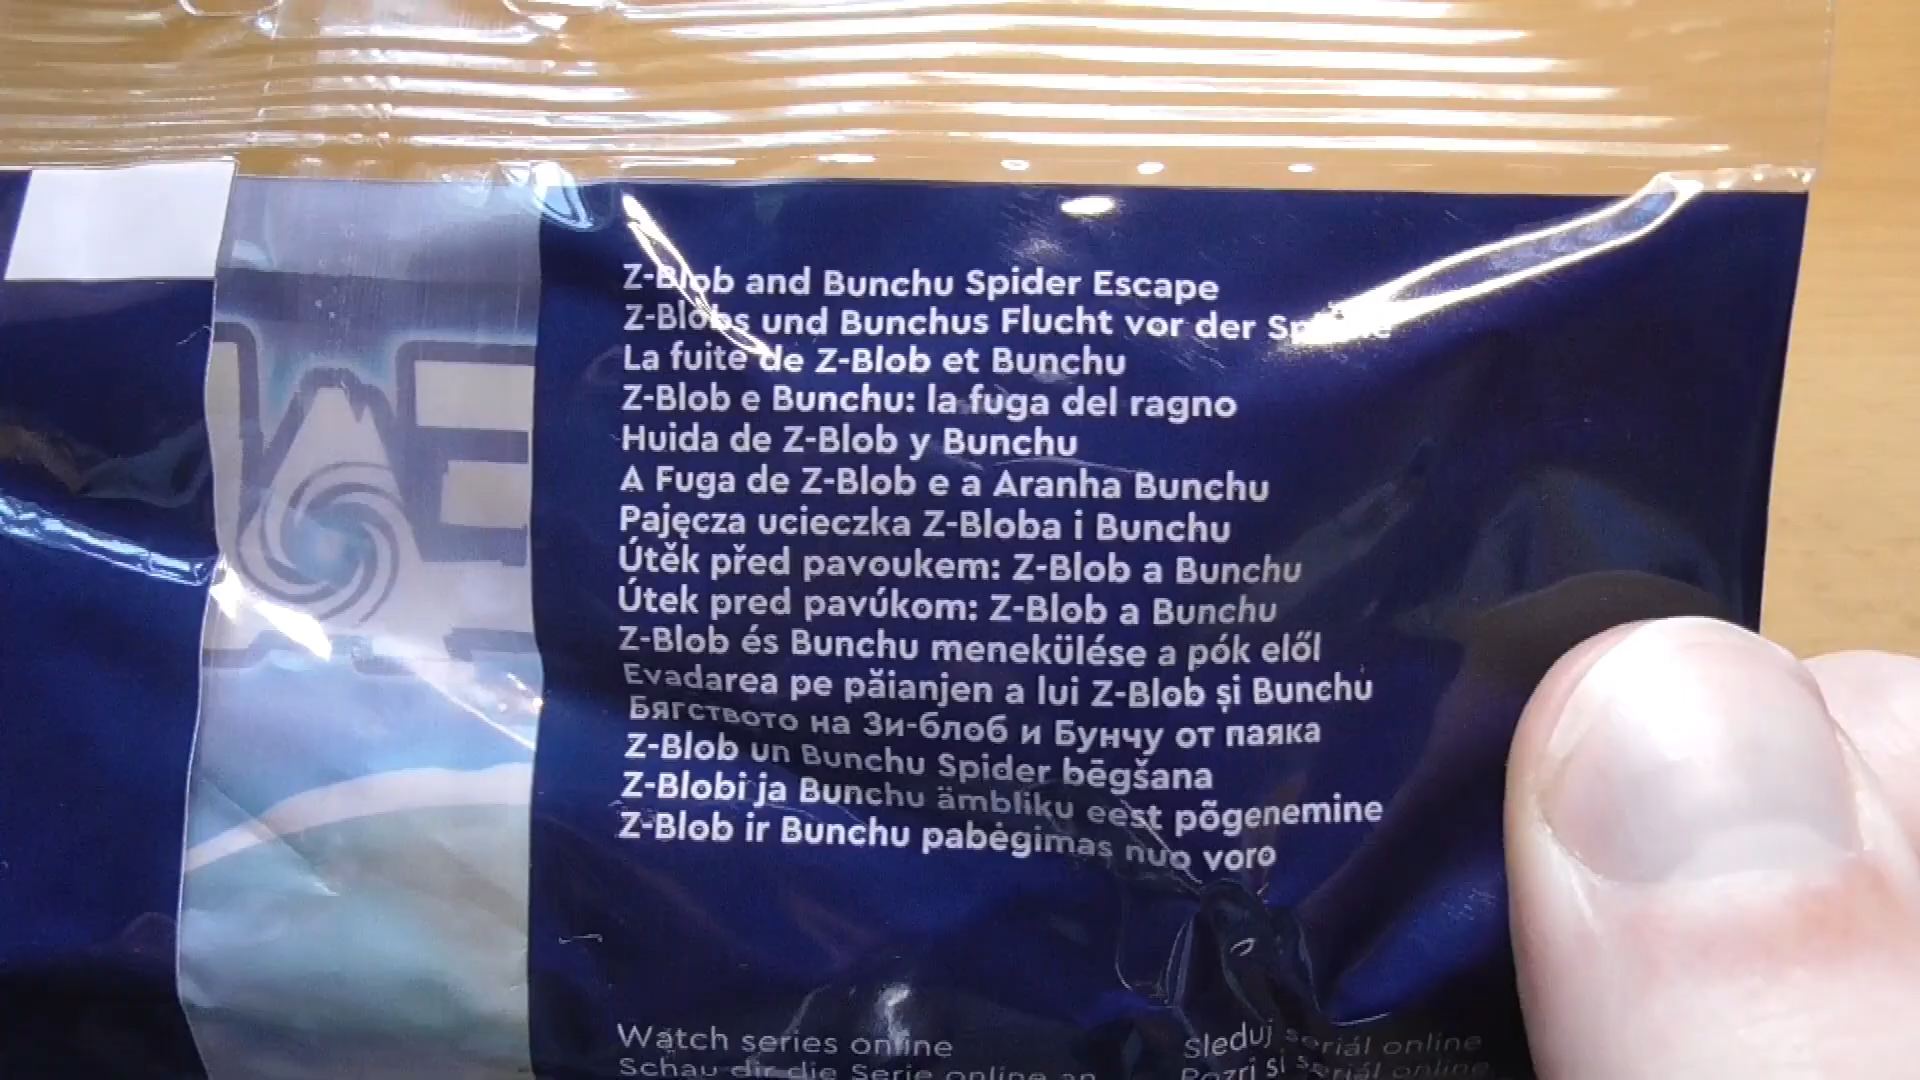 Z-Blob and Bunchu Spider Escape
Z-Blobs und Bunchus Flucht vor der
La fuite de Z-Blob et Bunchu
Z-Blob e Bunchu: la fuga del ragno
Huida de Z-Blob y Bunchu
A Fuga de Z-Blob e a Aranha Bunchu
Pajęcza ucieczka Z-Bloba i Bunchu
Útěk před pavoukem: Z-Blob a Bunchu
Útek pred pavúkom: Z-Blob a Bunchu
Z-Blob és Bunchu menekülése a pók elől
Evadarea pe păianjen a lui Z-Blob și Bunchu
Бягството на Зи-блоб и Бунчу от паяка
Z-Blob un Bunchu Spider bēgšana
Z-Blobi ja Bunchu ämbliku eest põgenemine
Z-Blob ir Bunchu pabėgimas nuo voro
Watch series online
Schau dir die Serie online an
Sleduj seriál online
Pozri si seriál online